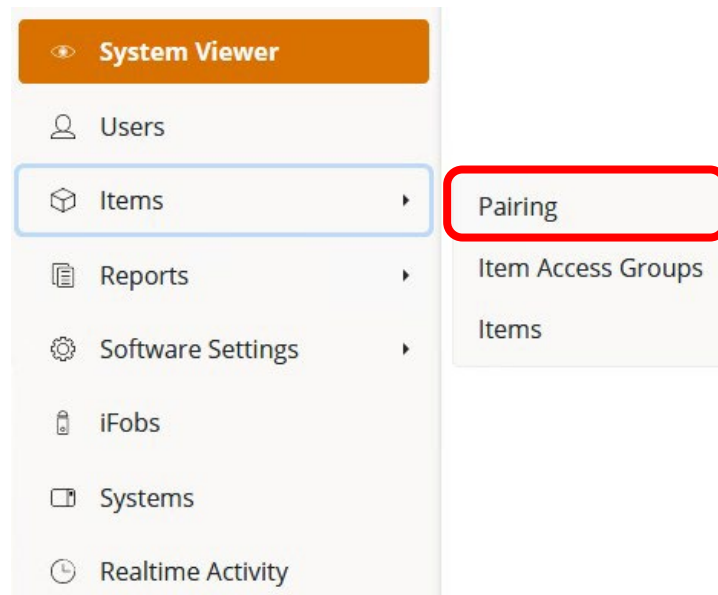 System Viewer
Users
Items
Pairing
Item Access Groups
Items
Reports
Software Settings
iFobs
Systems
Realtime Activity